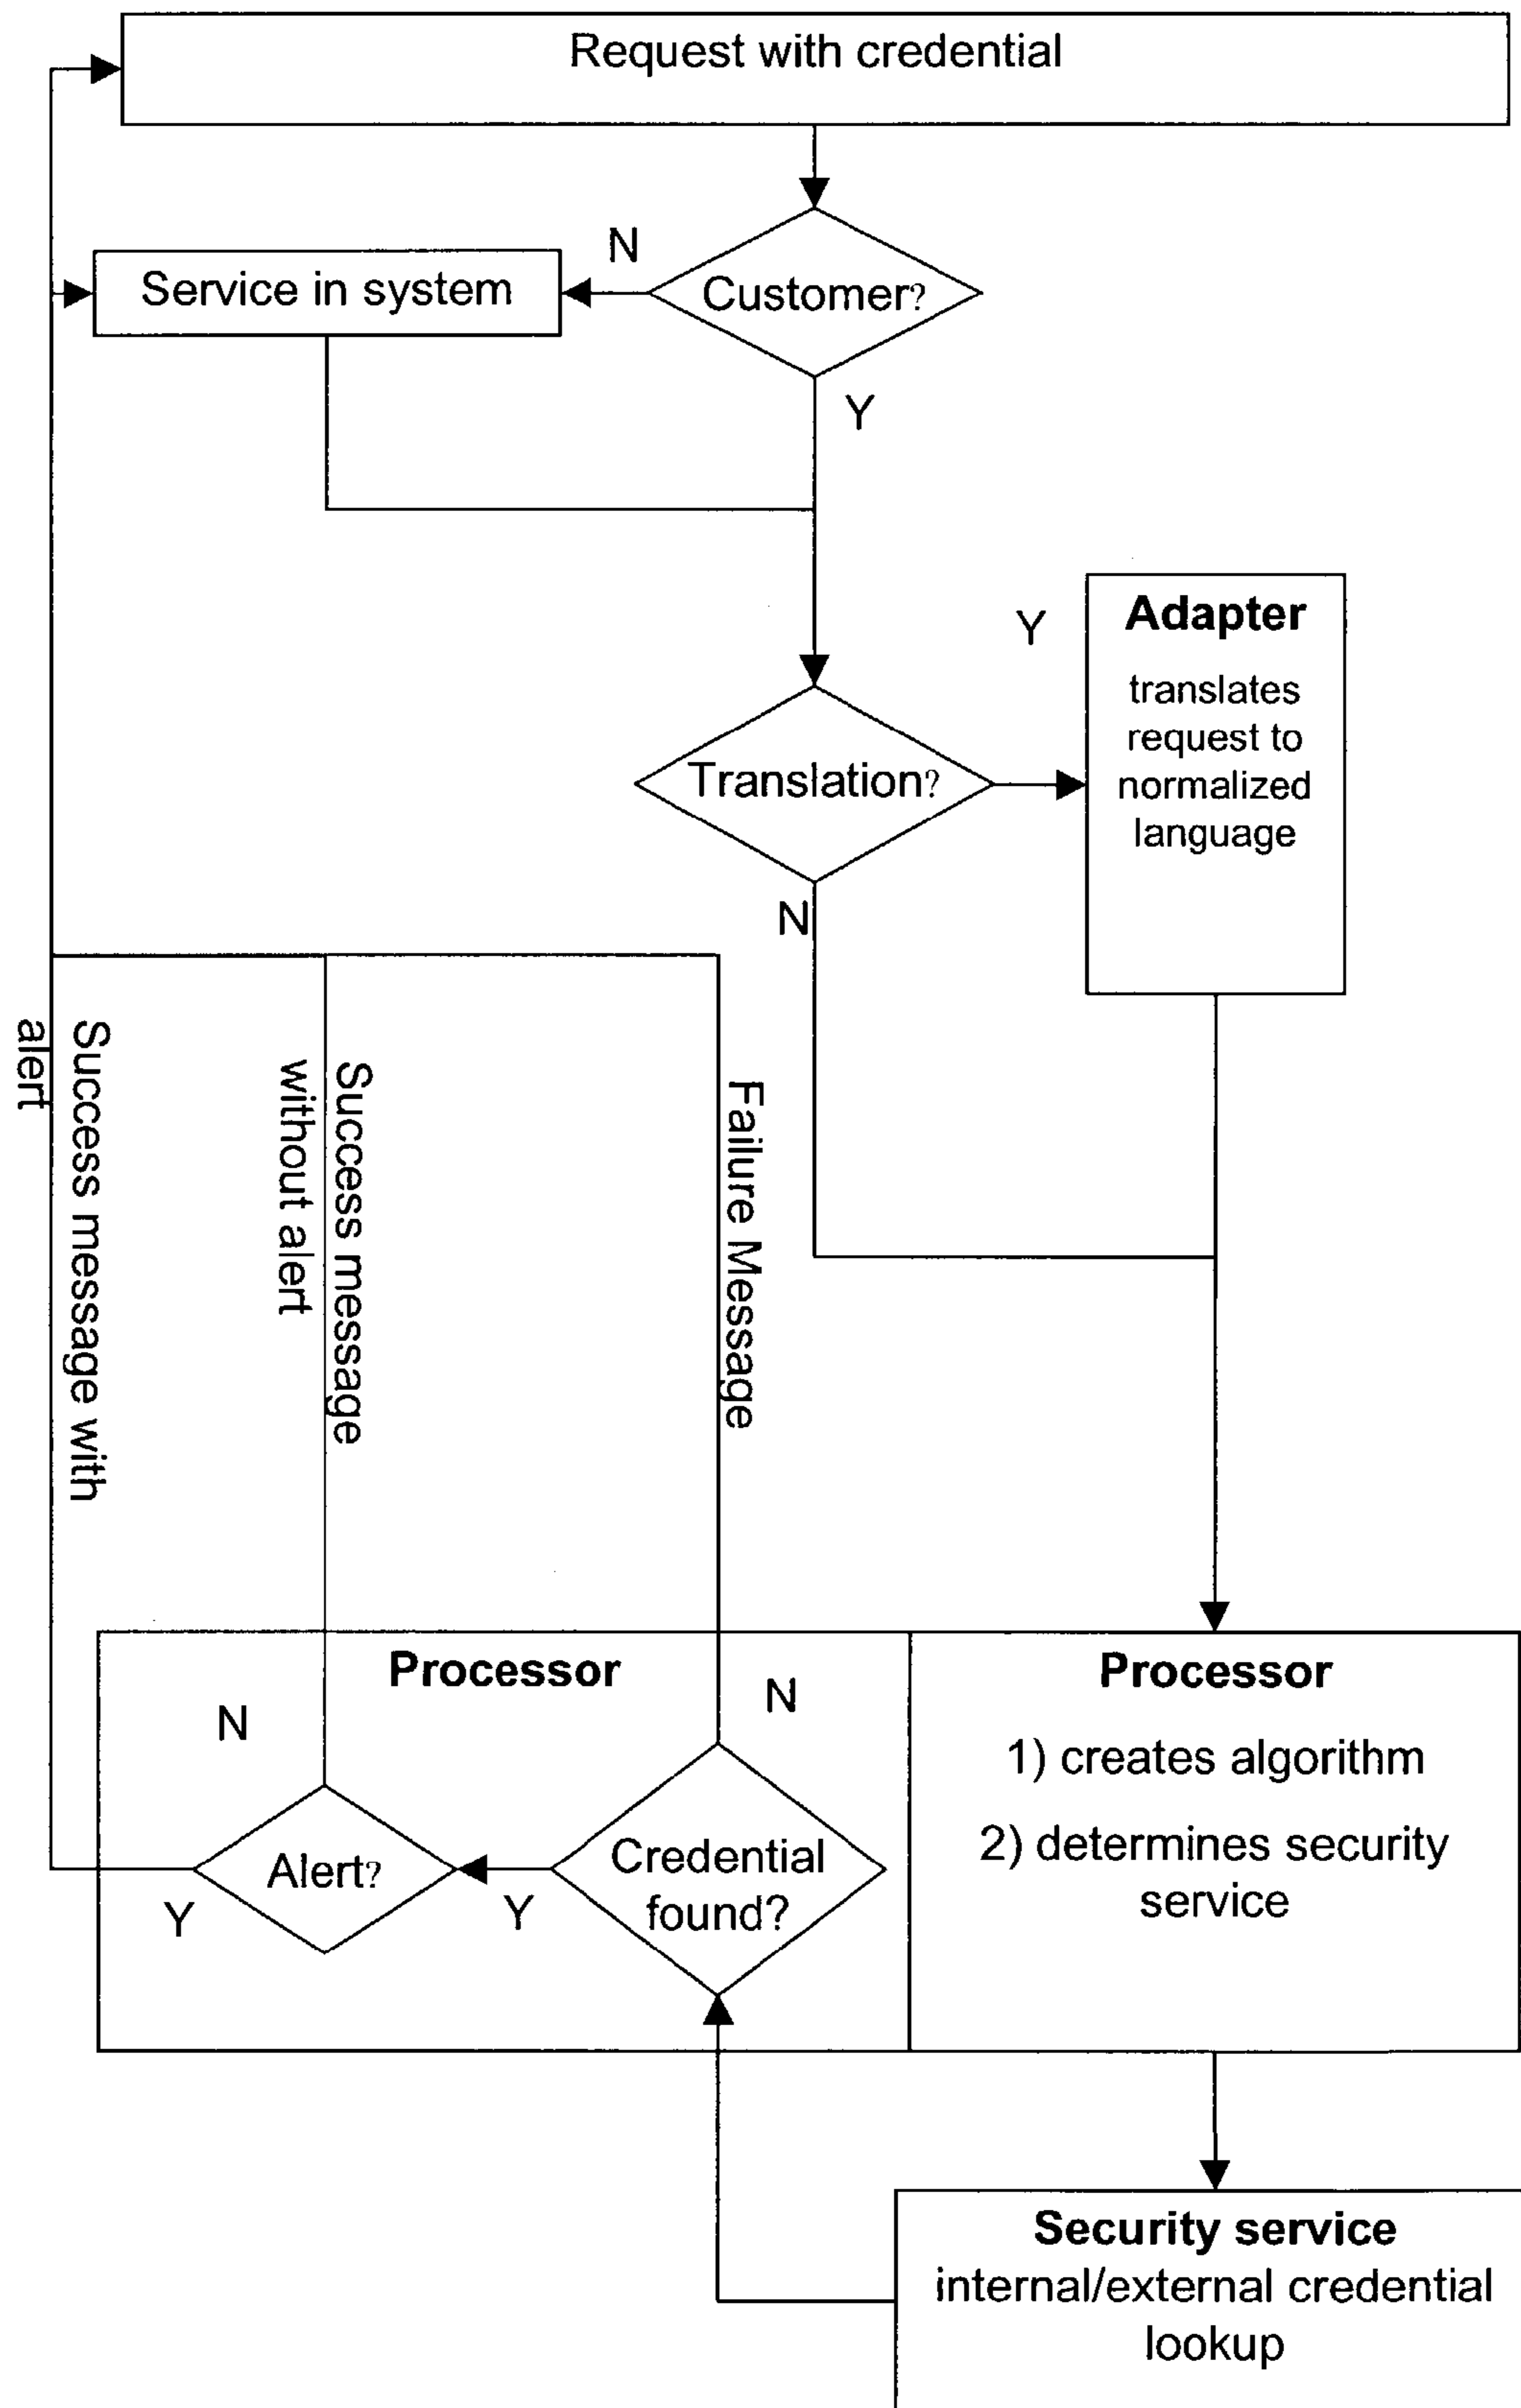 Request with credential
N
Service in system
Customer?
Y
Y
Adapter
translates
request to
normalized
language
Translation?
N
Success message with
alert
Success message
without alert
Failure Message
Processor
N
N
Alert?
Y
Y
Credential
found?
Processor
1) creates algorithm
2) determines security
service
Security service
internal/external credential
lookup